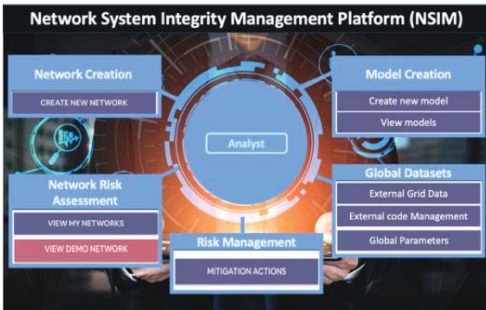 Network System Integrity Management Platform (NSIM)
Network Creation
CREATE NEW NETWORK
Model Creation
Create new model
View models
Analyst
Network Risk
Assessment
VIEW MY NETWORKS
VIEW DEMO NETWORK
Global Datasets
External Grid Data
External code Management
Global Parameters
Risk Management
MITIGATION ACTIONS